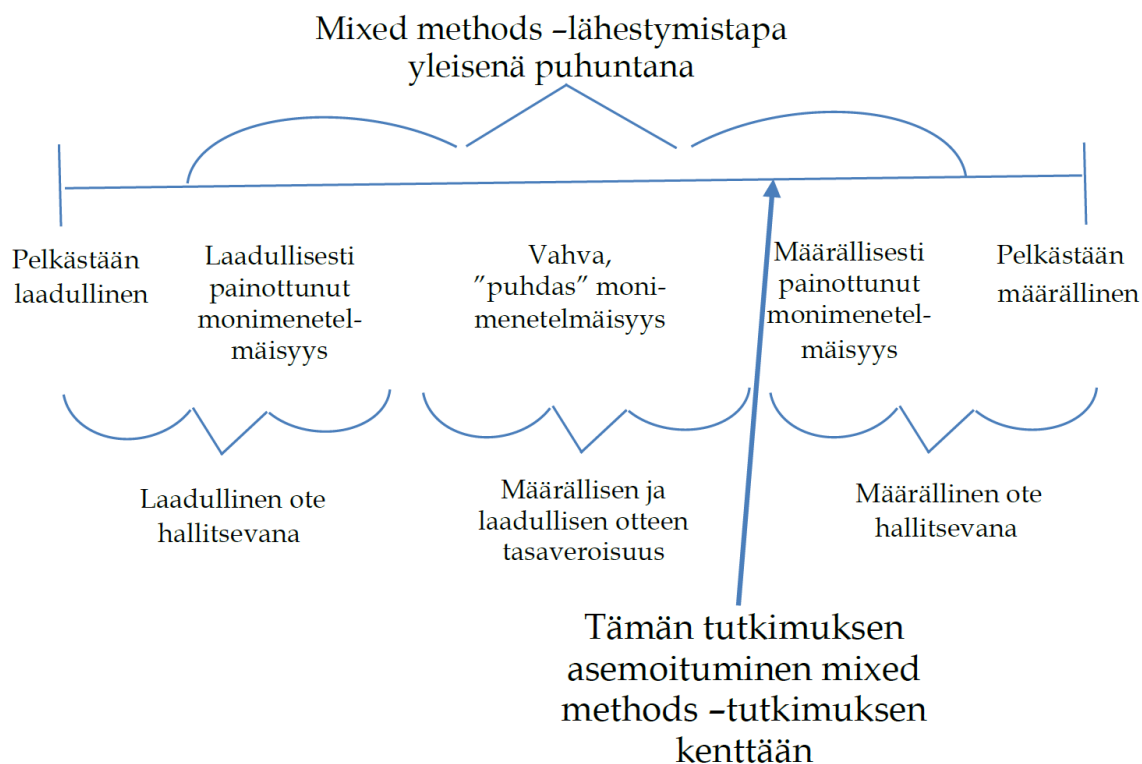 Mixed methods –lähestymistapa
yleisenä puhuntana
Pelkästään
laadullinen
Laadullisesti
painottunut
monimenetel-
mäisyys
Vahva,
”puhdas” moni-
menetelmäisyys
Määrällisesti
painottunut
monimenetel-
mäisyys
Pelkästään
määrällinen
Laadullinen ote
hallitsevana
Määrällisen ja
laadullisen otteen
tasaveroisuus
Määrällinen ote
hallitsevana
Tämän tutkimuksen
asemoituminen mixed
methods –tutkimuksen
kenttään